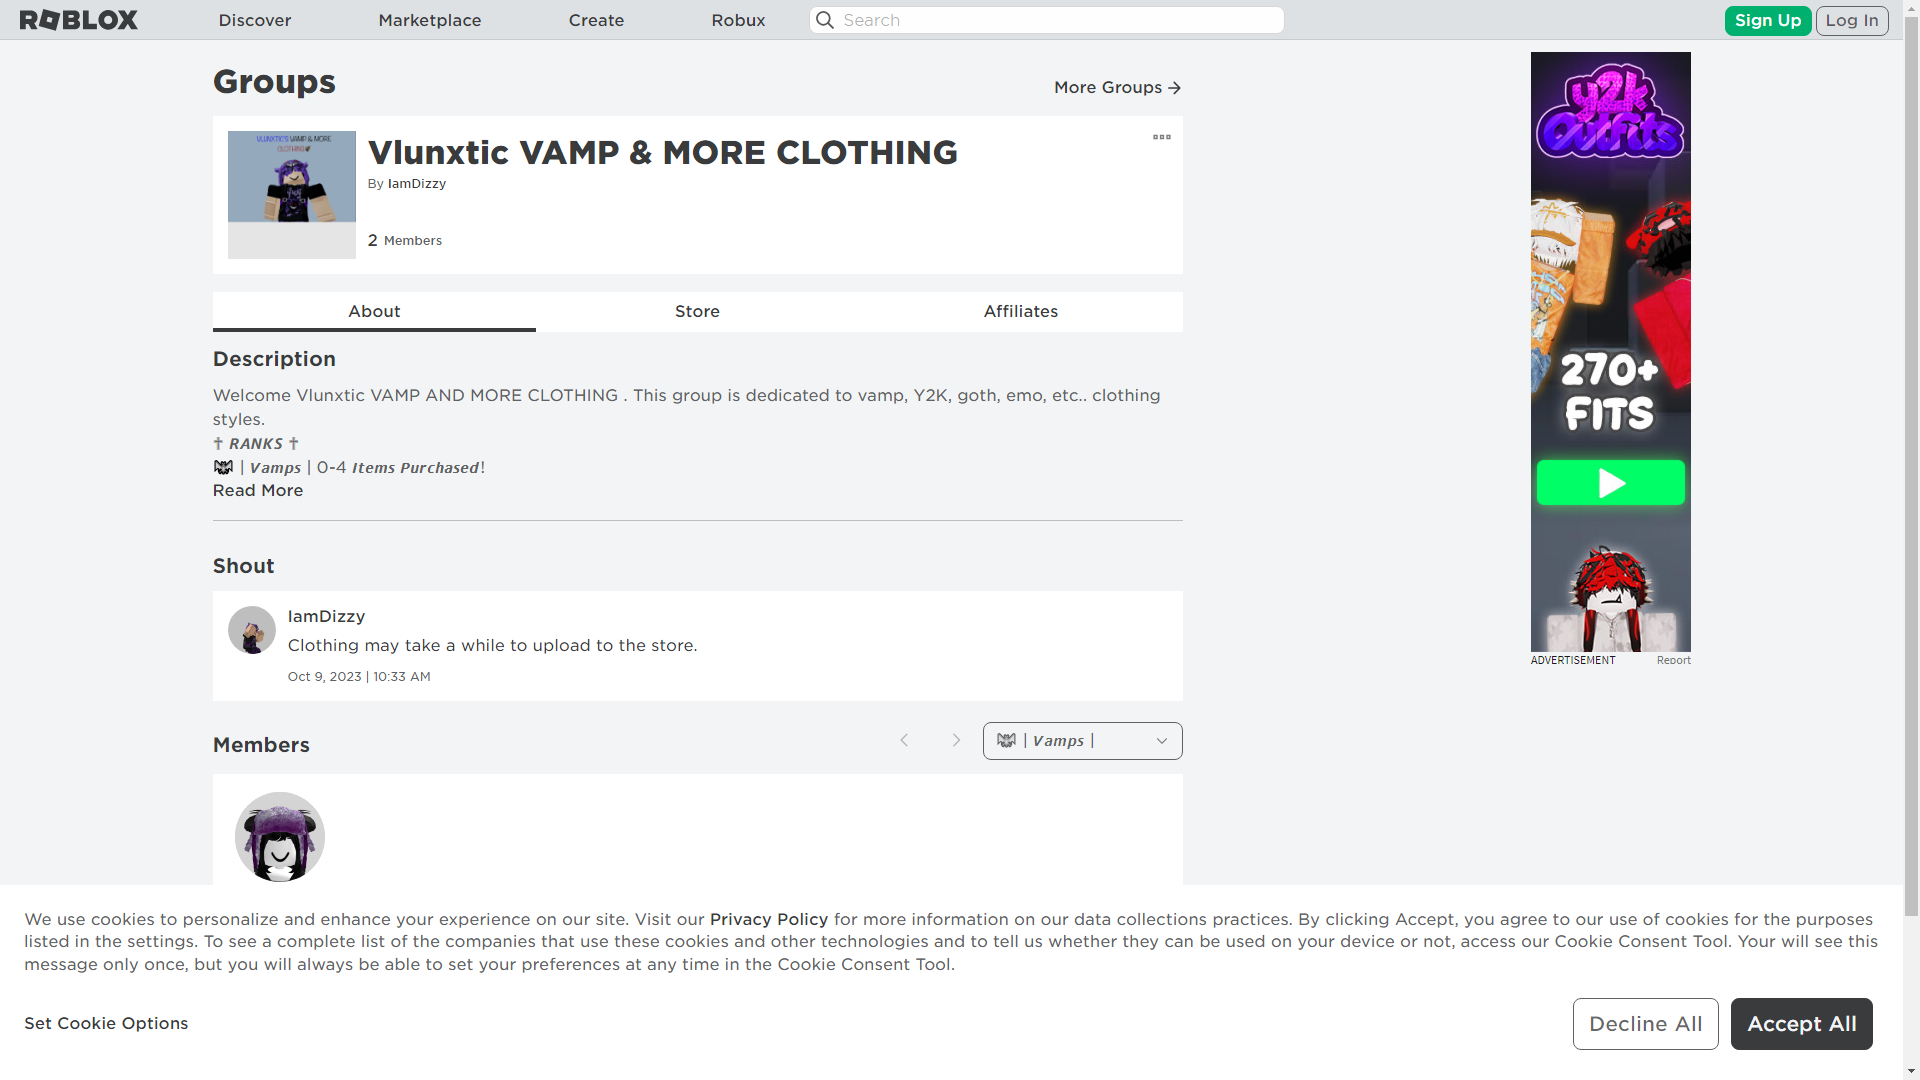 ROBLOX Discover Marketplace Create Robux Search Sign Up Log In
Groups
More Groups
VLUNXTIC'S VAMP & MORE
CLOTHING
Vlunxtic VAMP & MORE CLOTHING
By IamDizzy
2 Members
About Store Affiliates
Description
Welcome Vlunxtic VAMP AND MORE CLOTHING . This group is dedicated to vamp, Y2K, goth, emo, etc.. clothing
styles.
✝ 𝙍𝘼𝙉𝙆𝙎 ✝
🦇 | 𝙑𝙖𝙢𝙥𝙨 | 0-4 𝙄𝙩𝙚𝙢𝙨 𝙋𝙪𝙧𝙘𝙝𝙖𝙨𝙚𝙙!
Read More
Shout
IamDizzy
Clothing may take a while to upload to the store.
Oct 9, 2023 | 10:33 AM
Members
🦇 | 𝙑𝙖𝙢𝙥𝙨 |
y2k
Outfits
270+
FITS
ADVERTISEMENT Report
We use cookies to personalize and enhance your experience on our site. Visit our Privacy Policy for more information on our data collections practices. By clicking Accept, you agree to our use of cookies for the purposes
listed in the settings. To see a complete list of the companies that use these cookies and other technologies and to tell us whether they can be used on your device or not, access our Cookie Consent Tool. Your will see this
message only once, but you will always be able to set your preferences at any time in the Cookie Consent Tool.
Set Cookie Options
Decline All
Accept All